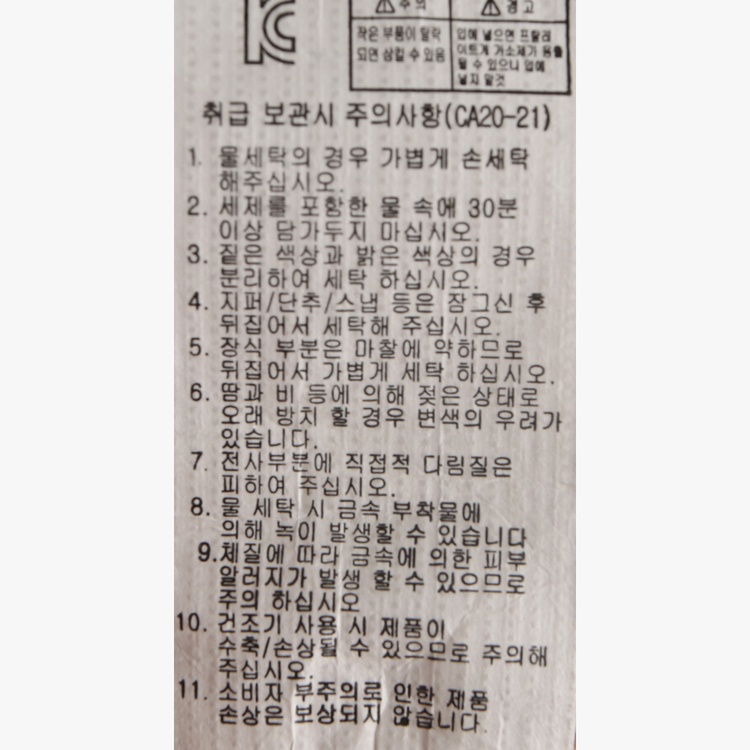 KC
주의
경고
작은 부품이 탈락
되면 삼킬 수 있음
입에 넣으면 프탈레
이트계 가소제가 용출
될 수 있으니 입에
넣지 말것
취급 보관시 주의사항(CA20-21)
1. 물세탁의 경우 가볍게 손세탁
해주십시오.
2. 세제를 포함한 물 속에 30분
이상 담가두지 마십시오.
3. 짙은 색상과 밝은 색상의 경우
분리하여 세탁 하십시오.
4. 지퍼/단추/스냅 등은 잠그신 후
뒤집어서 세탁해 주십시오.
5. 장식 부분은 마찰에 약하므로
뒤집어서 가볍게 세탁 하십시오.
6. 땀과 비 등에 의해 젖은 상태로
오래 방치 할 경우 변색의 우려가
있습니다.
7. 전사부분에 직접적 다림질은
피하여 주십시오.
8. 물 세탁 시 금속 부착물에
의해 녹이 발생할 수 있습니다
9.체질에 따라 금속에 의한 피부
알러지가 발생 할 수 있으므로
주의 하십시오
10. 건조기 사용 시 제품이
수축/손상될 수 있으므로 주의해
주십시오.
11. 소비자 부주의로 인한 제품
손상은 보상되지 않습니다.